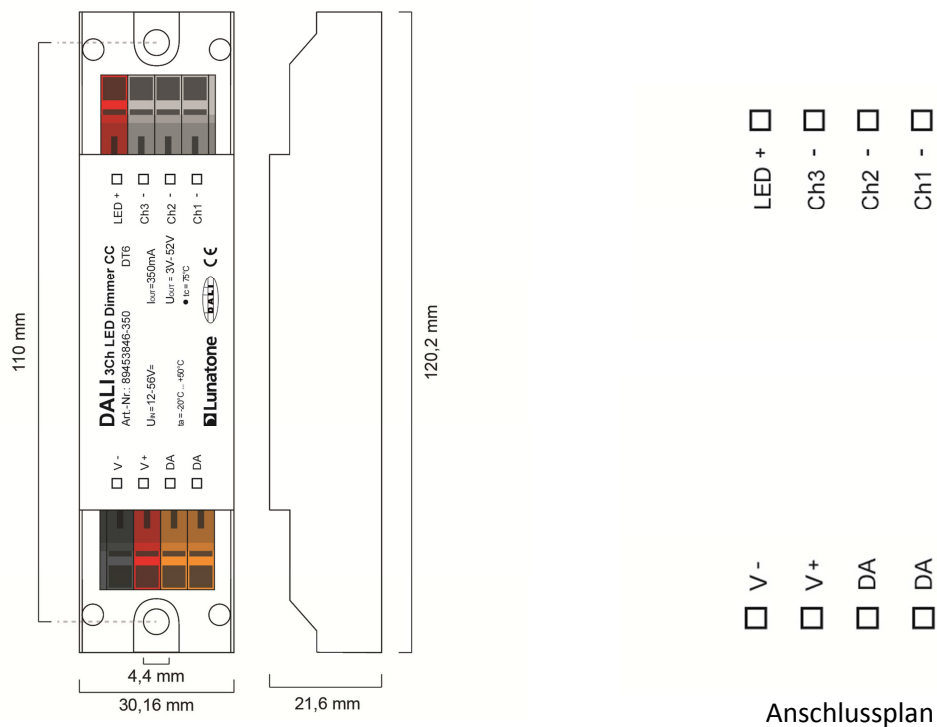 LED +
Ch3 -
Ch2 -
Ch1 -
DALI 3Ch LED Dimmer CC
Art.-Nr.: 89453846-350 DT6
UIN=12-56V= IOUT=350mA
UOUT = 3V- 52V
ta = -20°C ... +50°C ● tc = 75°C
Lunatone DALI CE
V -
V +
DA
DA
110 mm
120,2 mm
4,4 mm
30,16 mm
21,6 mm
LED +
Ch3 -
Ch2 -
Ch1 -
V -
V +
DA
DA
Anschlussplan